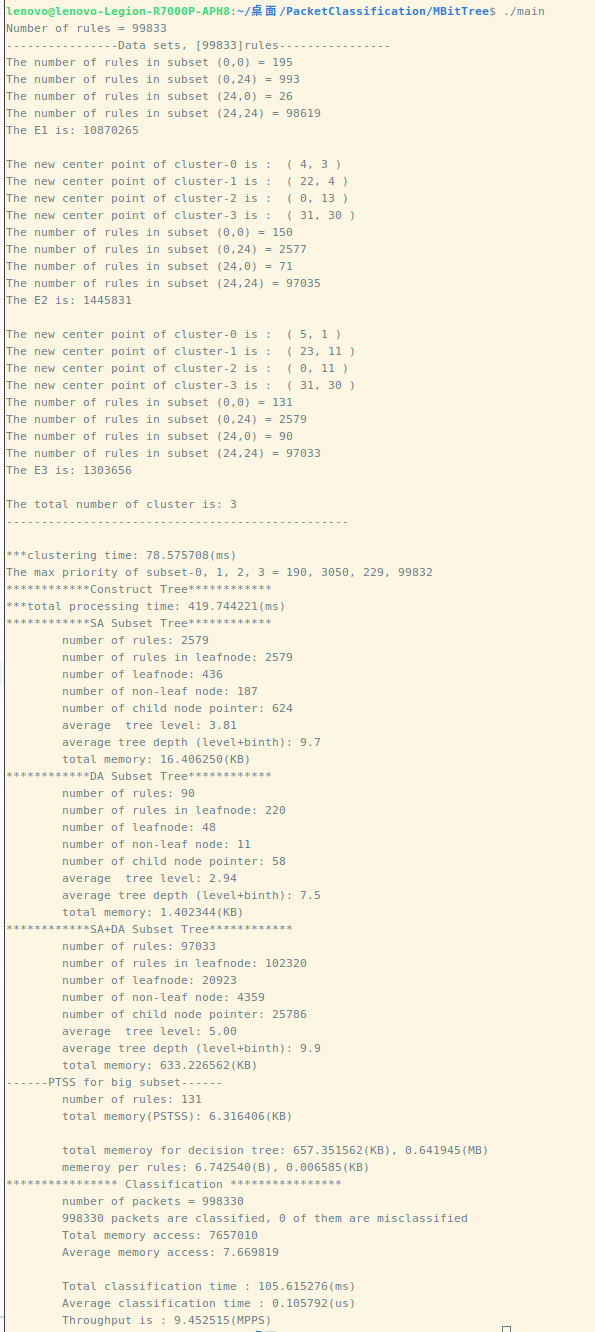 lenovo@lenovo-Legion-R7000P-APH8:~/桌面/PacketClassification/MBitTree$ ./main
Number of rules = 99833
----------------Data sets, [99833]rules----------------
The number of rules in subset (0,0) = 195
The number of rules in subset (0,24) = 993
The number of rules in subset (24,0) = 26
The number of rules in subset (24,24) = 98619
The E1 is: 10870265
The new center point of cluster-0 is :  ( 4, 3 )
The new center point of cluster-1 is :  ( 22, 4 )
The new center point of cluster-2 is :  ( 0, 13 )
The new center point of cluster-3 is :  ( 31, 30 )
The number of rules in subset (0,0) = 150
The number of rules in subset (0,24) = 2577
The number of rules in subset (24,0) = 71
The number of rules in subset (24,24) = 97035
The E2 is: 1445831
The new center point of cluster-0 is :  ( 5, 1 )
The new center point of cluster-1 is :  ( 23, 11 )
The new center point of cluster-2 is :  ( 0, 11 )
The new center point of cluster-3 is :  ( 31, 30 )
The number of rules in subset (0,0) = 131
The number of rules in subset (0,24) = 2579
The number of rules in subset (24,0) = 90
The number of rules in subset (24,24) = 97033
The E3 is: 1303656
The total number of cluster is: 3
-------------------------------------------------
***clustering time: 78.575708(ms)
The max priority of subset-0, 1, 2, 3 = 190, 3050, 229, 99832
************Construct Tree************
***total processing time: 419.744221(ms)
************SA Subset Tree************
number of rules: 2579
number of rules in leafnode: 2579
number of leafnode: 436
number of non-leaf node: 187
number of child node pointer: 624
average  tree level: 3.81
average tree depth (level+binth): 9.7
total memory: 16.406250(KB)
************DA Subset Tree************
number of rules: 90
number of rules in leafnode: 220
number of leafnode: 48
number of non-leaf node: 11
number of child node pointer: 58
average  tree level: 2.94
average tree depth (level+binth): 7.5
total memory: 1.402344(KB)
************SA+DA Subset Tree************
number of rules: 97033
number of rules in leafnode: 102320
number of leafnode: 20923
number of non-leaf node: 4359
number of child node pointer: 25786
average  tree level: 5.00
average tree depth (level+binth): 9.9
total memory: 633.226562(KB)
------PTSS for big subset------
number of rules: 131
total memory(PSTSS): 6.316406(KB)
total memeroy for decision tree: 657.351562(KB), 0.641945(MB)
memeroy per rules: 6.742540(B), 0.006585(KB)
**************** Classification ****************
number of packets = 998330
998330 packets are classified, 0 of them are misclassified
Total memory access: 7657010
Average memory access: 7.669819
Total classification time : 105.615276(ms)
Average classification time : 0.105792(us)
Throughput is : 9.452515(MPPS)